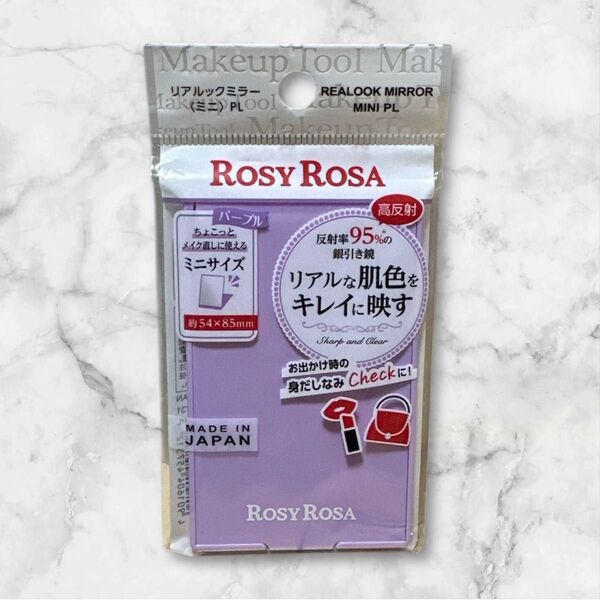 Makeup Tool Mak
リアルックミラー
〈ミニ〉PL
REALOOK MIRROR
MINI PL
Makeup Tool
ROSY ROSA
パープル
ちょこっと
メイク直しに使える
ミニサイズ
約54×85mm
高反射
反射率95%の
銀引き鏡
リアルな肌色を
キレイに映す
Sharp and Clear
お出かけ時の
身だしなみCheckに!
MADE IN
JAPAN
ROSY ROSA